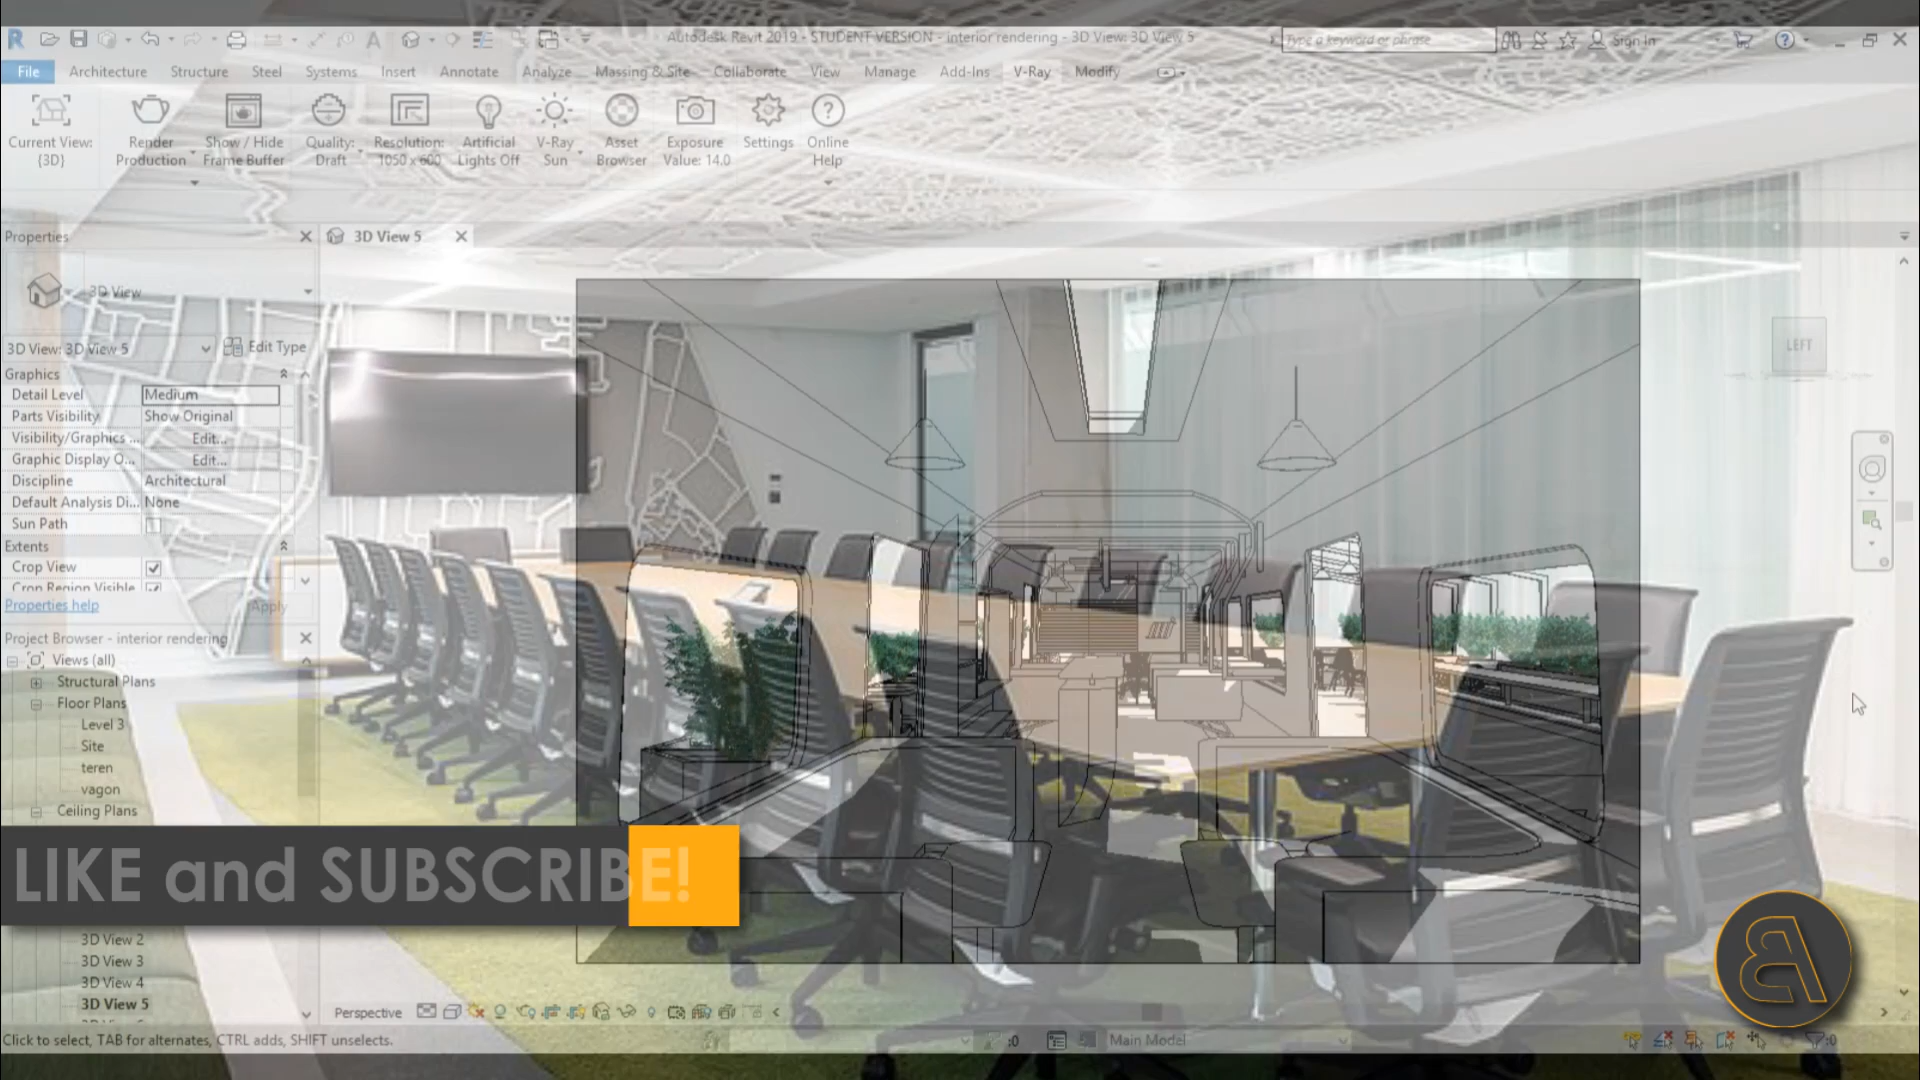 Autodesk Revit 2019 - STUDENT VERSION - interior rendering - 3D View: 3D View 5
Type a keyword or phrase
Sign In
File Architecture Structure Steel Systems Insert Annotate Analyze Massing & Site Collaborate View Manage Add-Ins V-Ray Modify
Current View: {3D}
Render Production
Show / Hide Frame Buffer
Quality: Draft
Resolution: 1050 x 600
Artificial Lights Off
V-Ray Sun
Asset Browser
Exposure Value: 14.0
Settings
Online Help
Properties
3D View 5
3D View
3D View: 3D View 5
Edit Type
Graphics
Detail Level Medium
Parts Visibility Show Original
Visibility/Graphics ... Edit...
Graphic Display O... Edit...
Discipline Architectural
Default Analysis Di... None
Sun Path
Extents
Crop View
Crop Region Visible
Properties help
Apply
LEFT
Project Browser - interior rendering
Views (all)
Structural Plans
Floor Plans
Level 3
Site
teren
vagon
Ceiling Plans
LIKE and SUBSCRIBE!
3D View 2
3D View 3
3D View 4
3D View 5
Perspective
Click to select, TAB for alternates, CTRL adds, SHIFT unselects.
:0
Main Model
:0